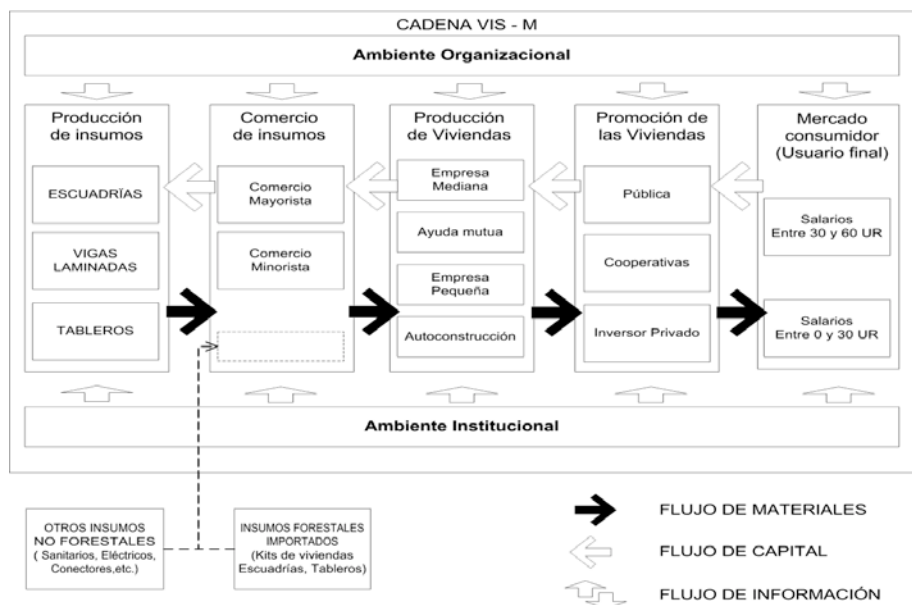 CADENA VIS - M
Ambiente Organizacional
Producción
de insumos
ESCUADRÏAS
VIGAS
LAMINADAS
TABLEROS
Comercio
de insumos
Comercio
Mayorista
Comercio
Minorista
Producción
de Viviendas
Empresa
Mediana
Ayuda mutua
Empresa
Pequeña
Autoconstrucción
Promoción de
las Viviendas
Pública
Cooperativas
Inversor Privado
Mercado
consumidor
(Usuario final)
Salarios
Entre 30 y 60 UR
Salarios
Entre 0 y 30 UR
Ambiente Institucional
OTROS INSUMOS
NO FORESTALES
( Sanitarios, Eléctricos,
Conectores,etc.)
INSUMOS FORESTALES
IMPORTADOS
(Kits de viviendas
Escuadrías, Tableros)
FLUJO DE MATERIALES
FLUJO DE CAPITAL
FLUJO DE INFORMACIÓN